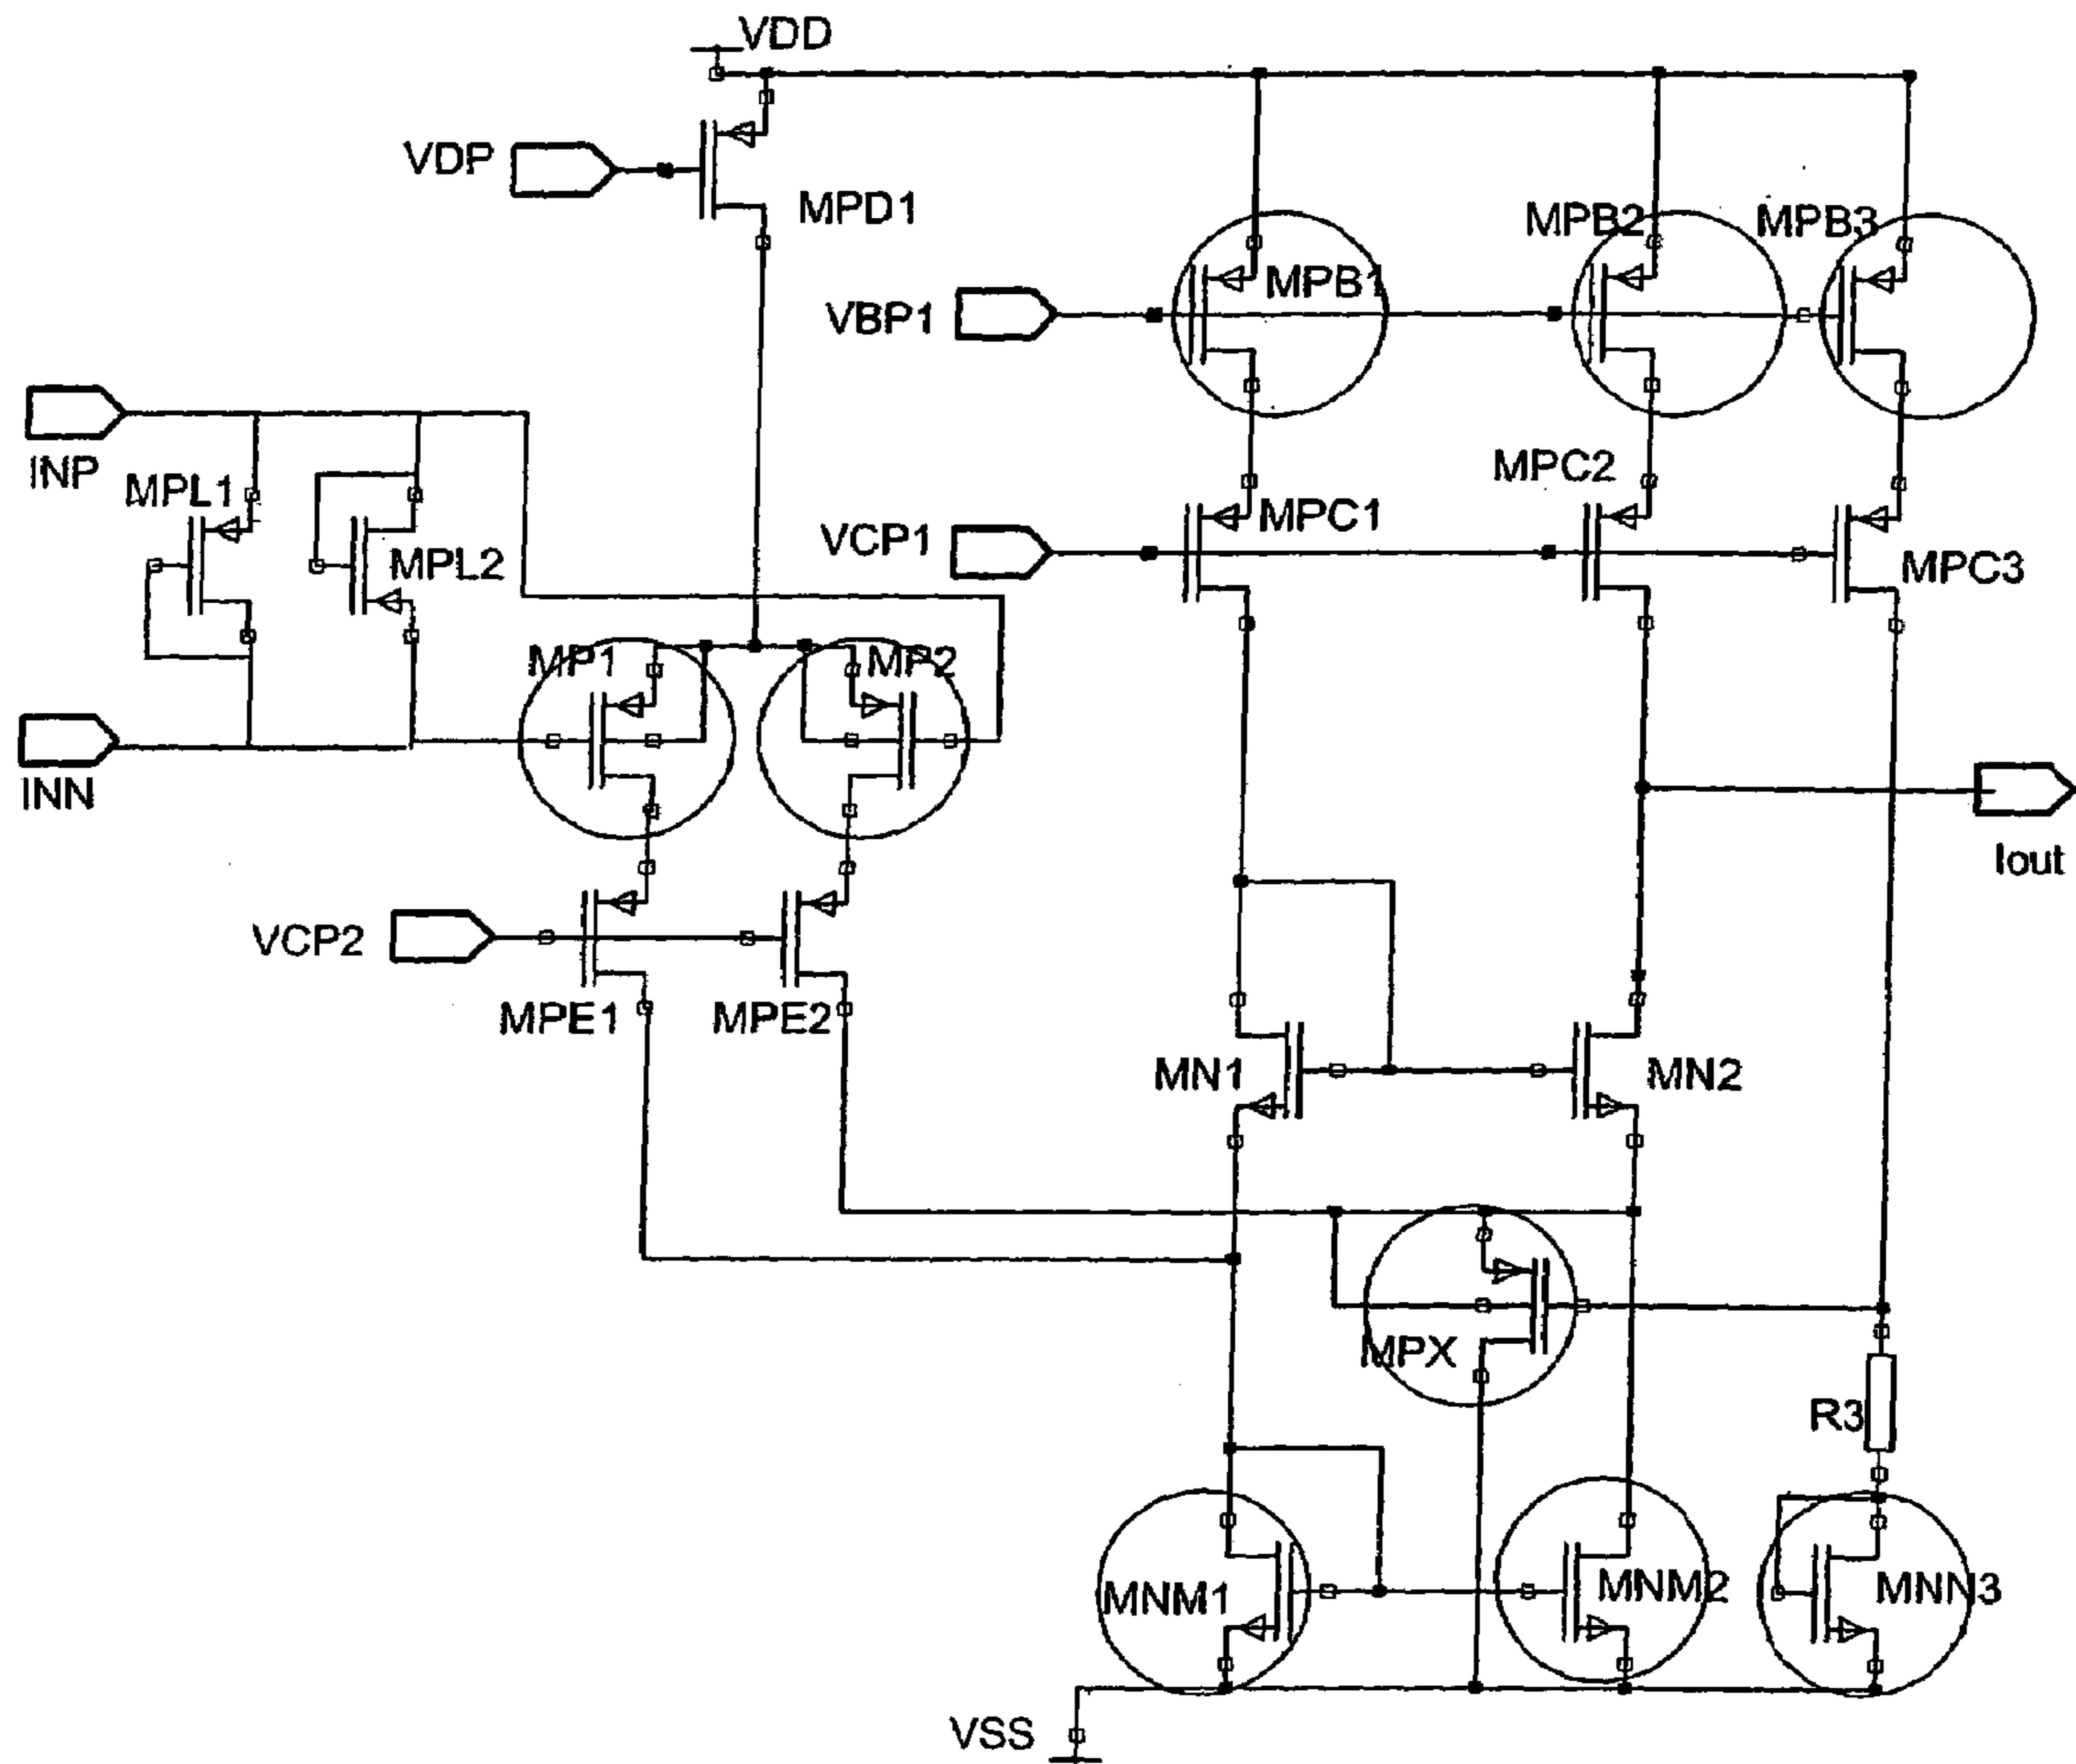 VDD
VDP
MPD1
MPB2
MPB3
MPB1
VBP1
INP
MPL1
MPC2
MPC1
VCP1
MPL2
MPC3
MP1
MP2
INN
Iout
VCP2
MPE1
MPE2
MN1
MN2
MPX
R3
MNM1
MNM2
MNN3
VSS